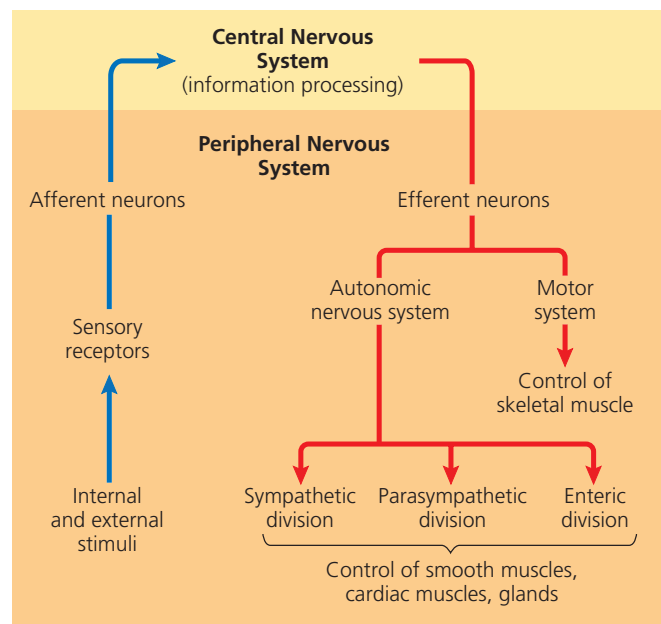 Central Nervous
System
(information processing)
Peripheral Nervous
System
Afferent neurons
Efferent neurons
Autonomic
nervous system
Motor
system
Sensory
receptors
Control of
skeletal muscle
Internal
and external
stimuli
Sympathetic
division
Parasympathetic
division
Enteric
division
Control of smooth muscles,
cardiac muscles, glands